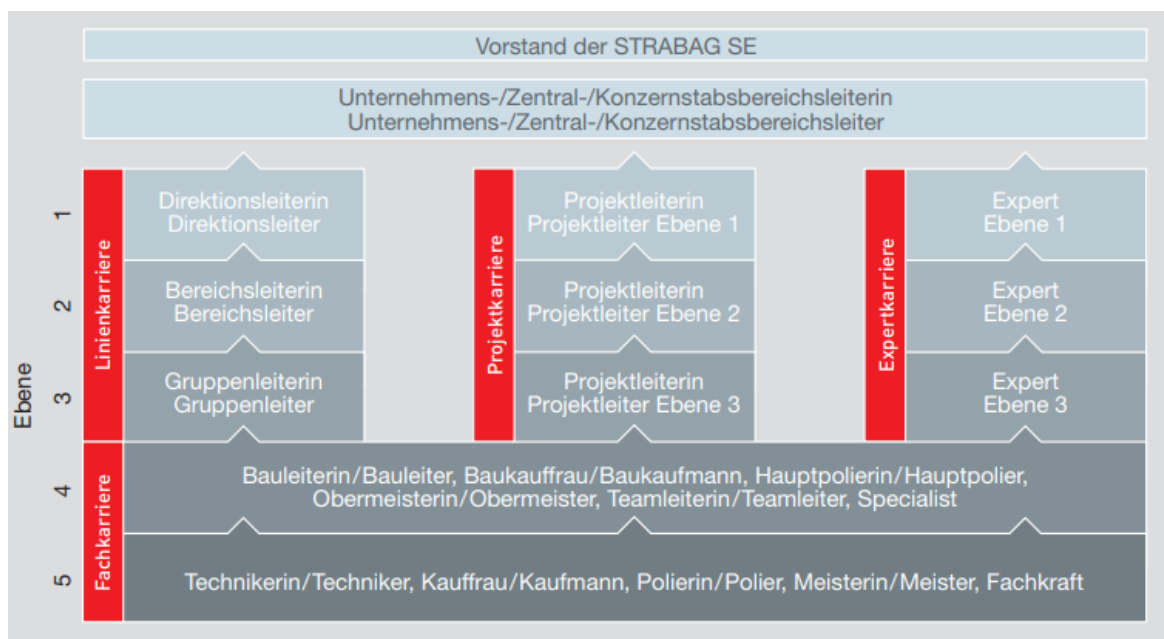 Vorstand der STRABAG SE
Unternehmens-/Zentral-/Konzernstabsbereichsleiterin
Unternehmens-/Zentral-/Konzernstabsbereichsleiter
Ebene
1
2
3
4
5
Linienkarriere
Direktionsleiterin
Direktionsleiter
Bereichsleiterin
Bereichsleiter
Gruppenleiterin
Gruppenleiter
Projektkarriere
Projektleiterin
Projektleiter Ebene 1
Projektleiterin
Projektleiter Ebene 2
Projektleiterin
Projektleiter Ebene 3
Expertkarriere
Expert
Ebene 1
Expert
Ebene 2
Expert
Ebene 3
Fachkarriere
Bauleiterin/Bauleiter, Baukauffrau/Baukaufmann, Hauptpolierin/Hauptpolier,
Obermeisterin/Obermeister, Teamleiterin/Teamleiter, Specialist
Technikerin/Techniker, Kauffrau/Kaufmann, Polierin/Polier, Meisterin/Meister, Fachkraft